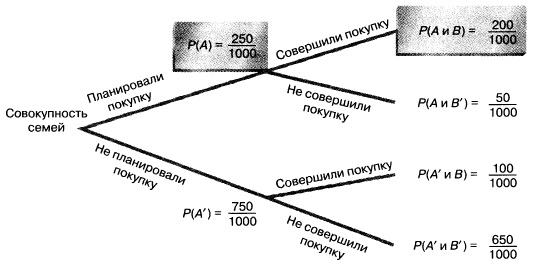 P(A) = 250/1000
Совершили покупку
P(A и B) = 200/1000
Планировали
покупку
Не совершили
покупку
P(A и B′) = 50/1000
Совокупность
семей
Не планировали
покупку
Совершили покупку
P(A′ и B) = 100/1000
P(A′) = 750/1000
Не совершили
покупку
P(A′ и B′) = 650/1000